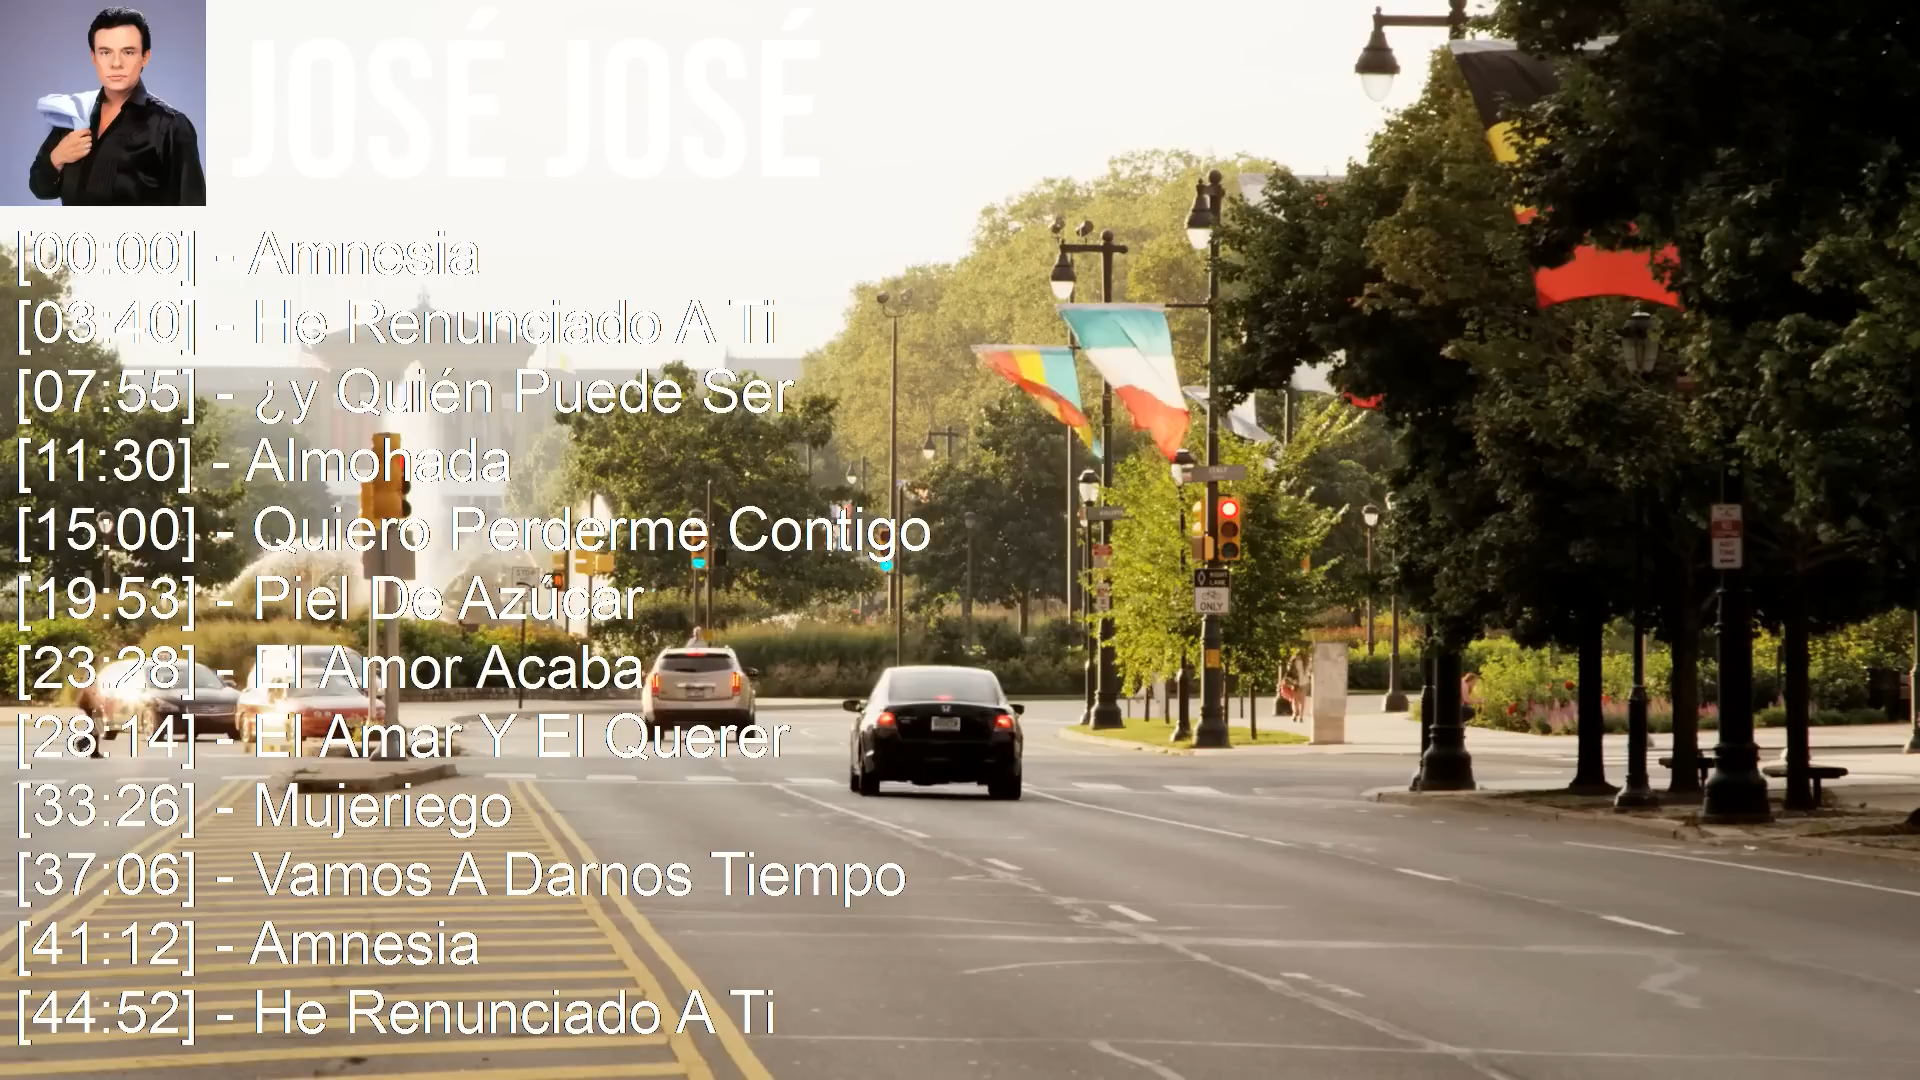 JOSÉ JOSÉ
[00:00] - Amnesia
[03:40] - He Renunciado A Ti
[07:55] - ¿y Quién Puede Ser
[11:30] - Almohada
[15:00] - Quiero Perderme Contigo
[19:53] - Piel De Azúcar
[23:28] - El Amor Acaba
[28:14] - El Amar Y El Querer
[33:26] - Mujeriego
[37:06] - Vamos A Darnos Tiempo
[41:12] - Amnesia
[44:52] - He Renunciado A Ti
ITALY
ONLY